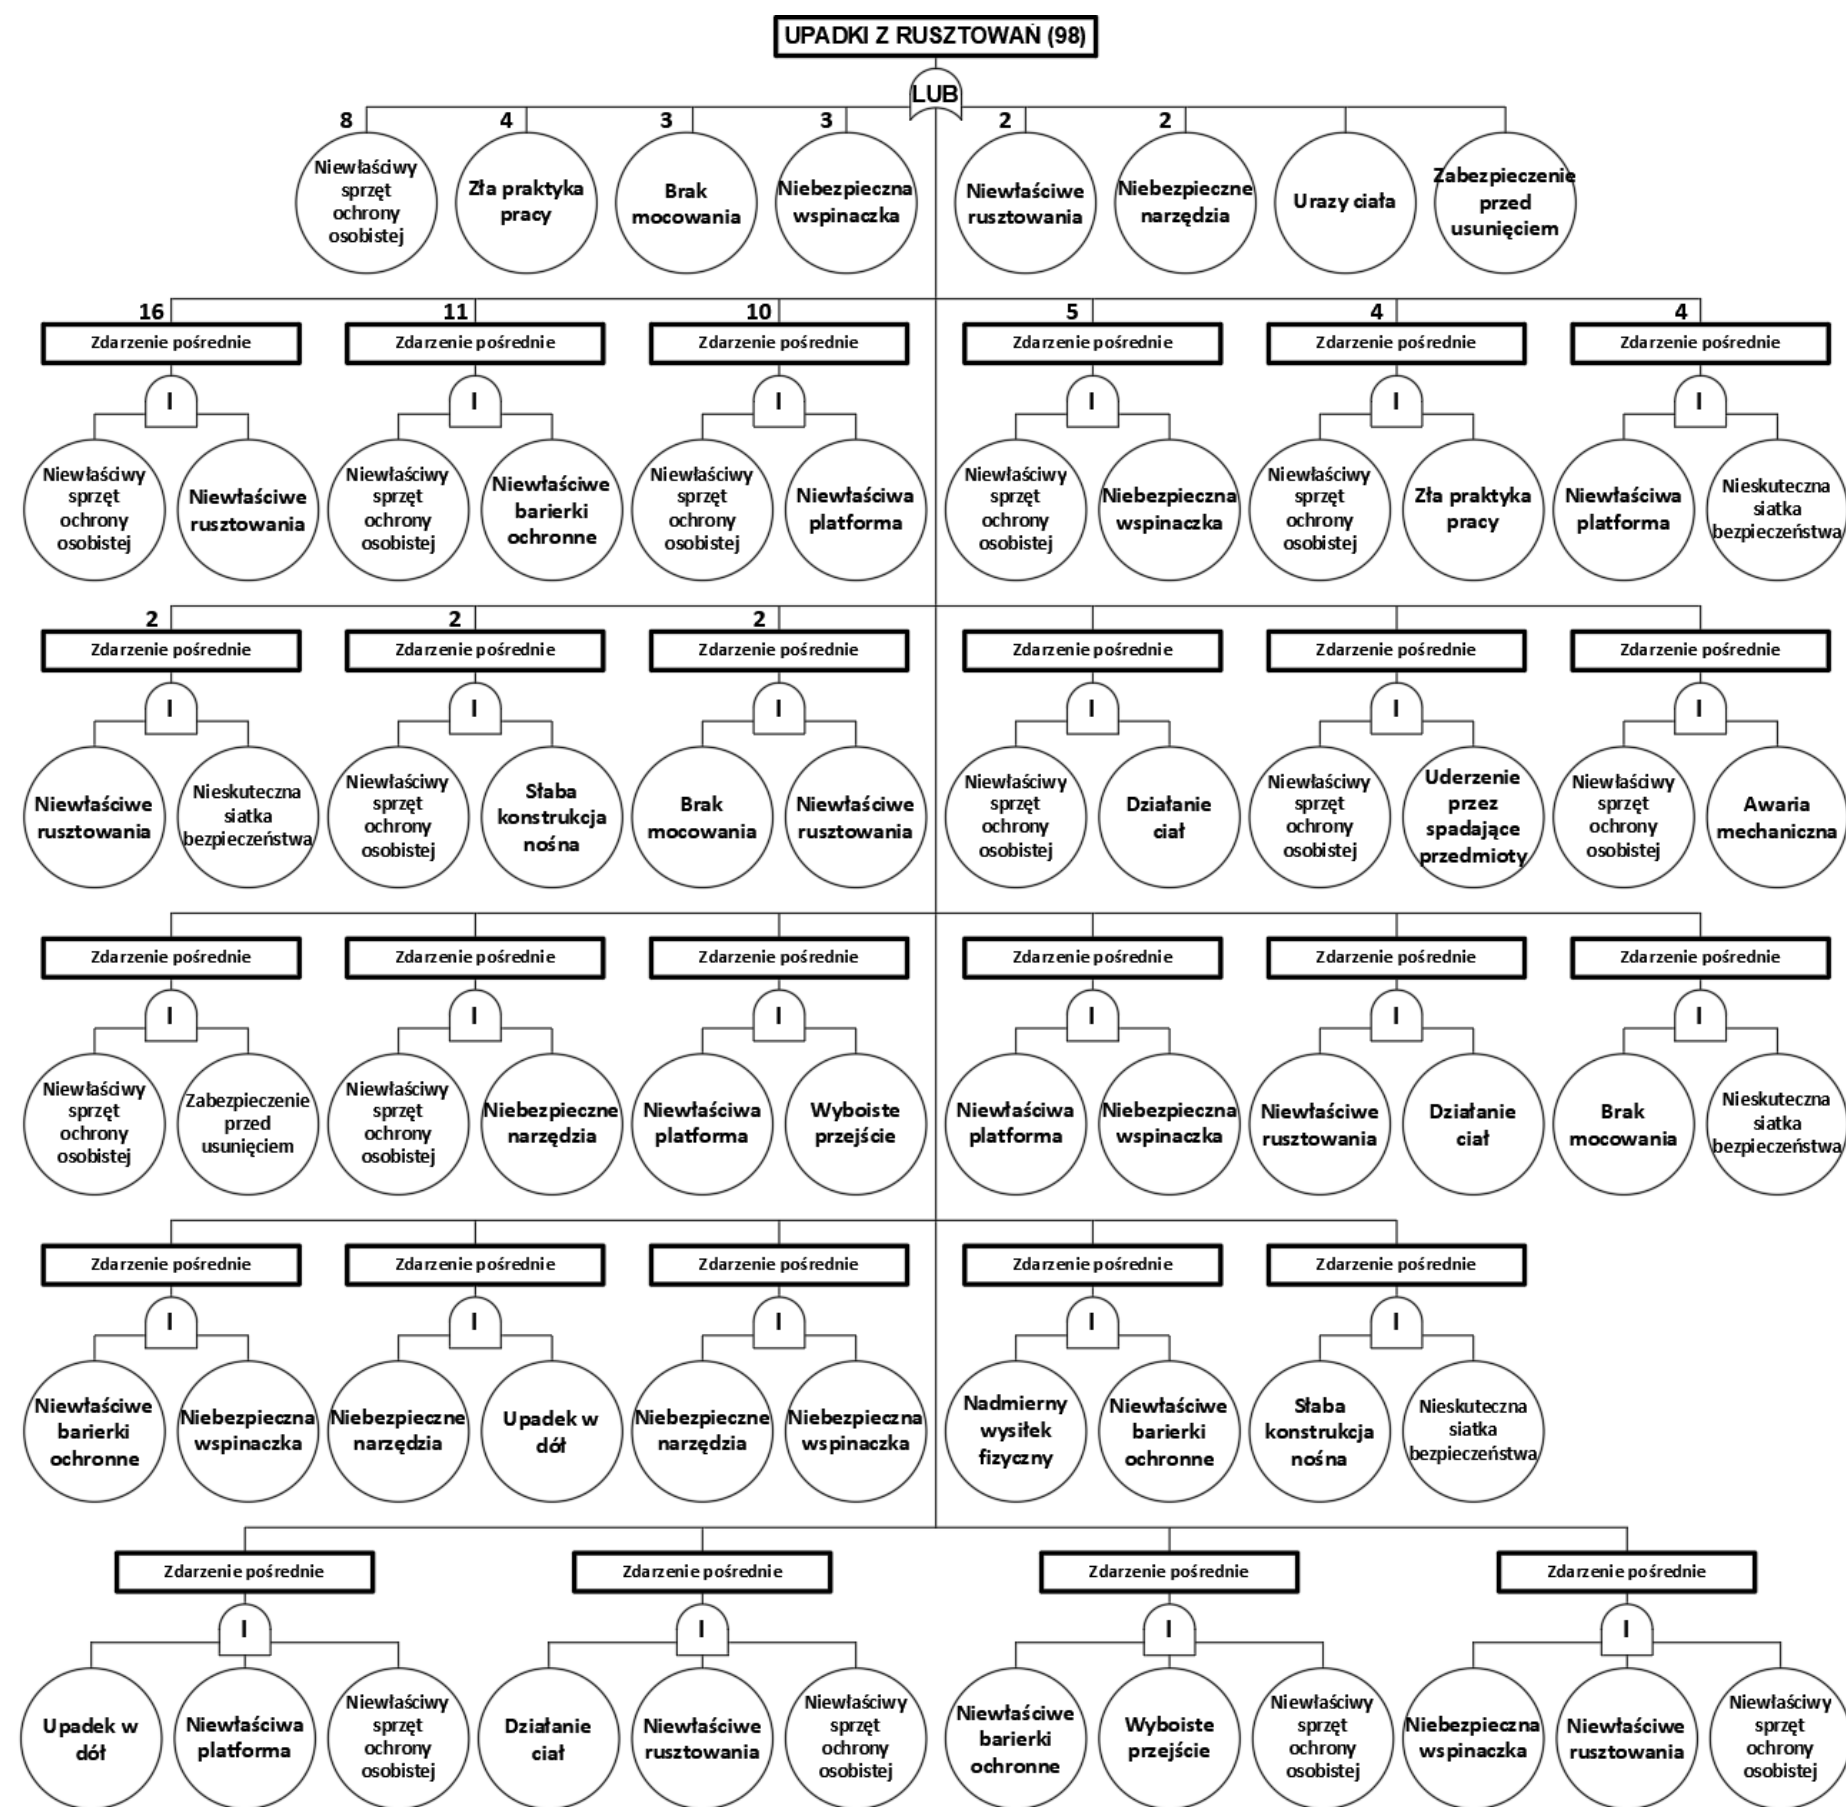 UPADKI Z RUSZTOWAŃ (98)
LUB
8 4 3 3 2 2
Niewłaściwy
sprzęt
ochrony
osobistej
Zła praktyka
pracy
Brak
mocowania
Niebezpieczna
wspinaczka
Niewłaściwe
rusztowania
Niebezpieczne
narzędzia
Urazy ciała
Zabezpieczenie
przed
usunięciem
16 11 10 5 4 4
Zdarzenie pośrednie
Zdarzenie pośrednie
Zdarzenie pośrednie
Zdarzenie pośrednie
Zdarzenie pośrednie
Zdarzenie pośrednie
I I I I I I
Niewłaściwy
sprzęt
ochrony
osobistej
Niewłaściwe
rusztowania
Niewłaściwy
sprzęt
ochrony
osobistej
Niewłaściwe
barierki
ochronne
Niewłaściwy
sprzęt
ochrony
osobistej
Niewłaściwa
platforma
Niewłaściwy
sprzęt
ochrony
osobistej
Niebezpieczna
wspinaczka
Niewłaściwy
sprzęt
ochrony
osobistej
Zła praktyka
pracy
Niewłaściwa
platforma
Nieskuteczna
siatka
bezpieczeństwa
2 2 2
Zdarzenie pośrednie
Zdarzenie pośrednie
Zdarzenie pośrednie
Zdarzenie pośrednie
Zdarzenie pośrednie
Zdarzenie pośrednie
I I I I I I
Niewłaściwe
rusztowania
Nieskuteczna
siatka
bezpieczeństwa
Niewłaściwy
sprzęt
ochrony
osobistej
Słaba
konstrukcja
nośna
Brak
mocowania
Niewłaściwe
rusztowania
Niewłaściwy
sprzęt
ochrony
osobistej
Działanie
ciał
Niewłaściwy
sprzęt
ochrony
osobistej
Uderzenie
przez
spadające
przedmioty
Niewłaściwy
sprzęt
ochrony
osobistej
Awaria
mechaniczna
Zdarzenie pośrednie
Zdarzenie pośrednie
Zdarzenie pośrednie
Zdarzenie pośrednie
Zdarzenie pośrednie
Zdarzenie pośrednie
I I I I I I
Niewłaściwy
sprzęt
ochrony
osobistej
Zabezpieczenie
przed
usunięciem
Niewłaściwy
sprzęt
ochrony
osobistej
Niebezpieczne
narzędzia
Niewłaściwa
platforma
Wyboiste
przejście
Niewłaściwa
platforma
Niebezpieczna
wspinaczka
Niewłaściwe
rusztowania
Działanie
ciał
Brak
mocowania
Nieskuteczna
siatka
bezpieczeństwa
Zdarzenie pośrednie
Zdarzenie pośrednie
Zdarzenie pośrednie
Zdarzenie pośrednie
Zdarzenie pośrednie
I I I I I
Niewłaściwe
barierki
ochronne
Niebezpieczna
wspinaczka
Niebezpieczne
narzędzia
Upadek w
dół
Niebezpieczne
narzędzia
Niebezpieczna
wspinaczka
Nadmierny
wysiłek
fizyczny
Niewłaściwe
barierki
ochronne
Słaba
konstrukcja
nośna
Nieskuteczna
siatka
bezpieczeństwa
Zdarzenie pośrednie
Zdarzenie pośrednie
Zdarzenie pośrednie
Zdarzenie pośrednie
I I I I
Upadek w
dół
Niewłaściwa
platforma
Niewłaściwy
sprzęt
ochrony
osobistej
Działanie
ciał
Niewłaściwe
rusztowania
Niewłaściwy
sprzęt
ochrony
osobistej
Niewłaściwe
barierki
ochronne
Wyboiste
przejście
Niewłaściwy
sprzęt
ochrony
osobistej
Niebezpieczna
wspinaczka
Niewłaściwe
rusztowania
Niewłaściwy
sprzęt
ochrony
osobistej